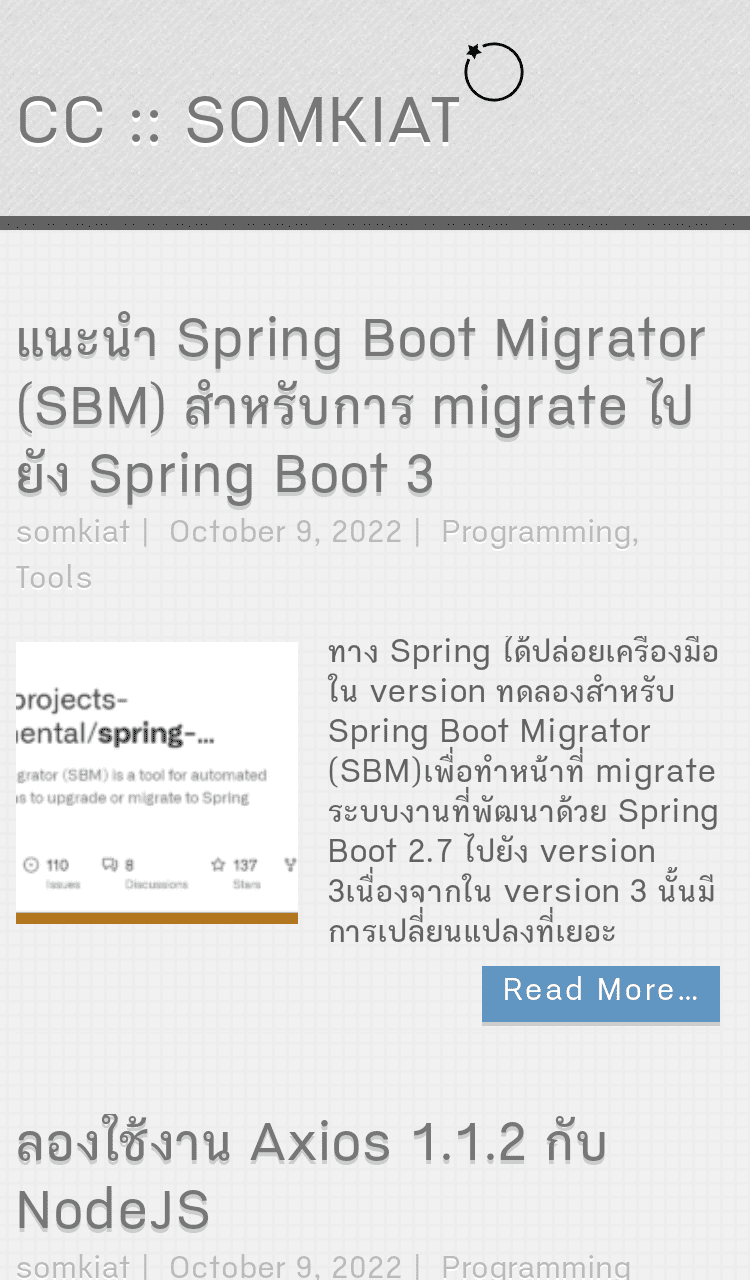 CC :: SOMKIAT
แนะนำ Spring Boot Migrator
(SBM) สำหรับการ migrate ไป
ยัง Spring Boot 3
somkiat | October 9, 2022 | Programming,
Tools
projects-
mental/spring-...
grator (SBM) is a tool for automated
s to upgrade or migrate to Spring
110
8
137
Issues
Discussions
Stars
ทาง Spring ได้ปล่อยเครื่องมือ
ใน version ทดลองสำหรับ
Spring Boot Migrator
(SBM)เพื่อทำหน้าที่ migrate
ระบบงานที่พัฒนาด้วย Spring
Boot 2.7 ไปยัง version
3เนื่องจากใน version 3 นั้นมี
การเปลี่ยนแปลงที่เยอะ
Read More…
ลองใช้งาน Axios 1.1.2 กับ
NodeJS
somkiat | October 9, 2022 | Programming